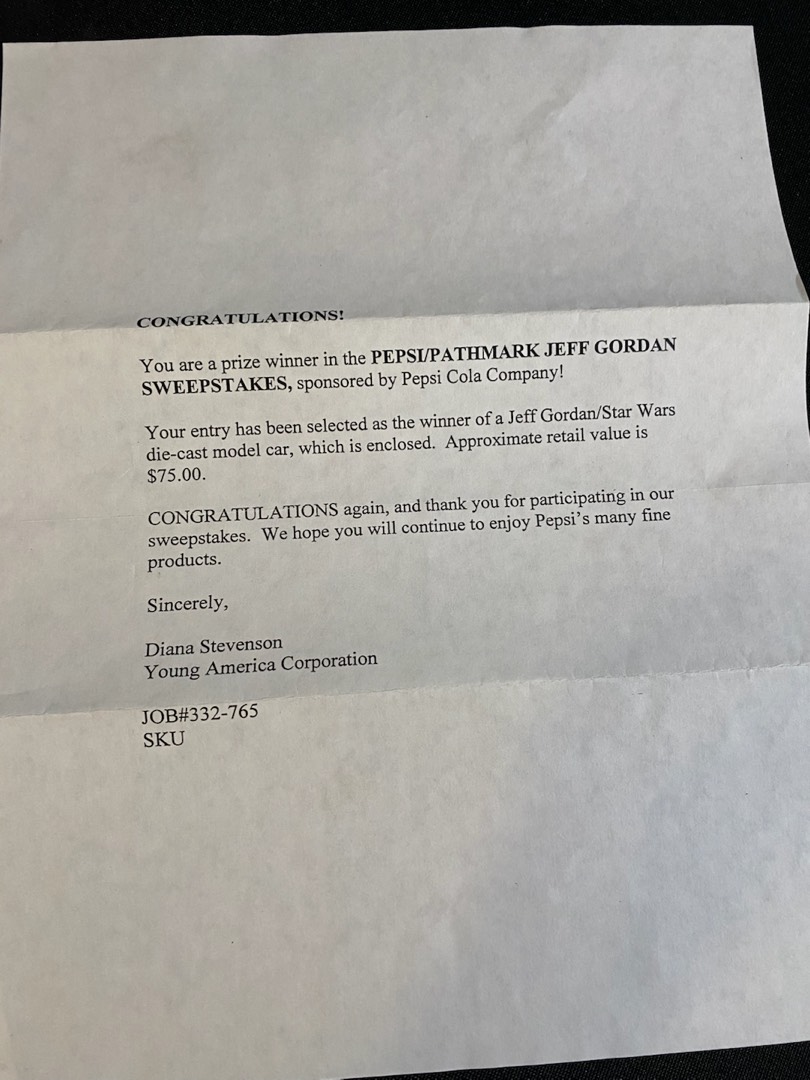 CONGRATULATIONS!
You are a prize winner in the PEPSI/PATHMARK JEFF GORDAN
SWEEPSTAKES, sponsored by Pepsi Cola Company!
Your entry has been selected as the winner of a Jeff Gordan/Star Wars
die-cast model car, which is enclosed.  Approximate retail value is
$75.00.
CONGRATULATIONS again, and thank you for participating in our
sweepstakes.  We hope you will continue to enjoy Pepsi's many fine
products.
Sincerely,
Diana Stevenson
Young America Corporation
JOB#332-765
SKU